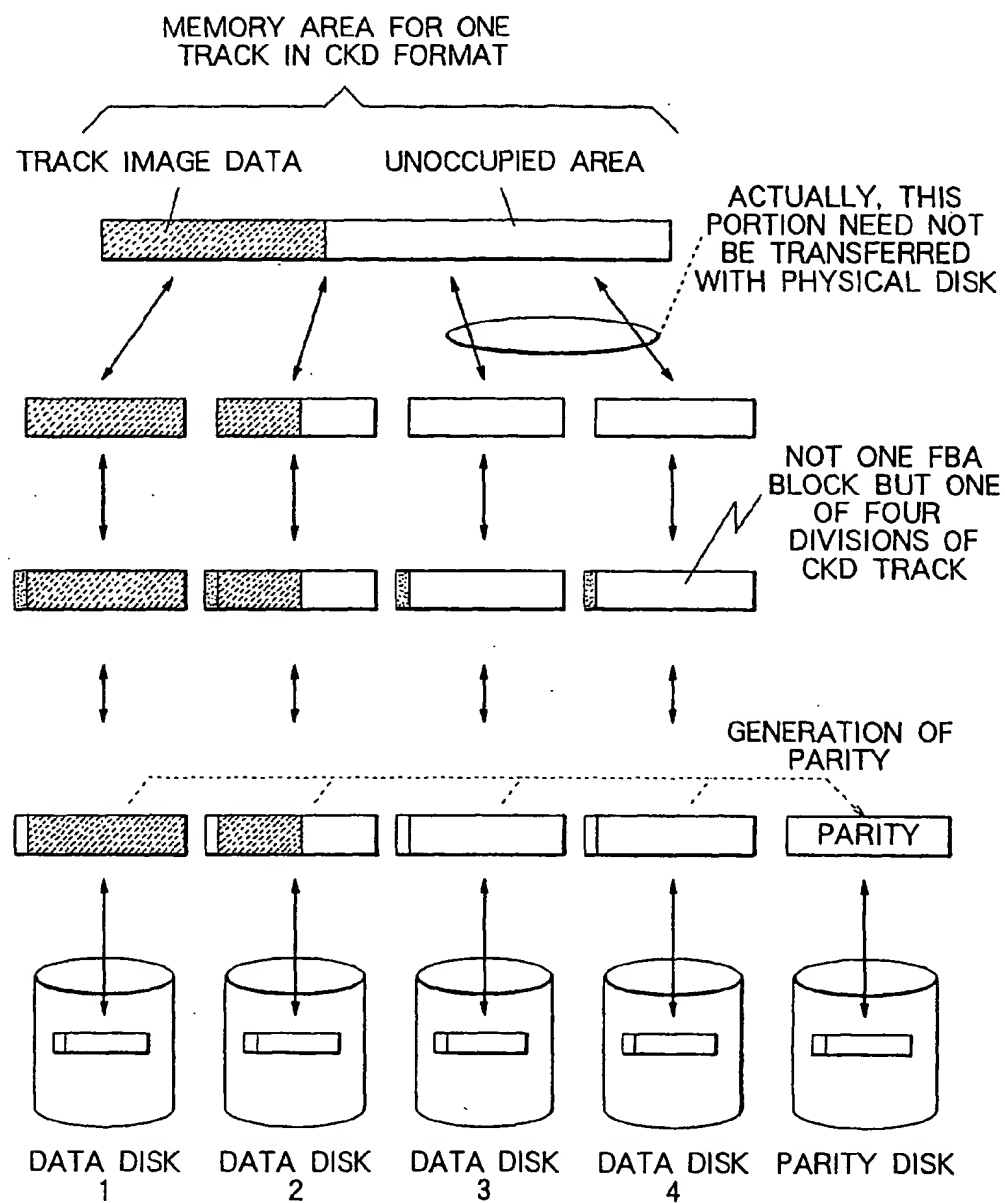 MEMORY AREA FOR ONE
TRACK IN CKD FORMAT
TRACK IMAGE DATA
UNOCCUPIED AREA
ACTUALLY, THIS
PORTION NEED NOT
BE TRANSFERRED
WITH PHYSICAL DISK
NOT ONE FBA
BLOCK BUT ONE
OF FOUR
DIVISIONS OF
CKD TRACK
GENERATION OF
PARITY
PARITY
DATA DISK
1
DATA DISK
2
DATA DISK
3
DATA DISK
4
PARITY DISK